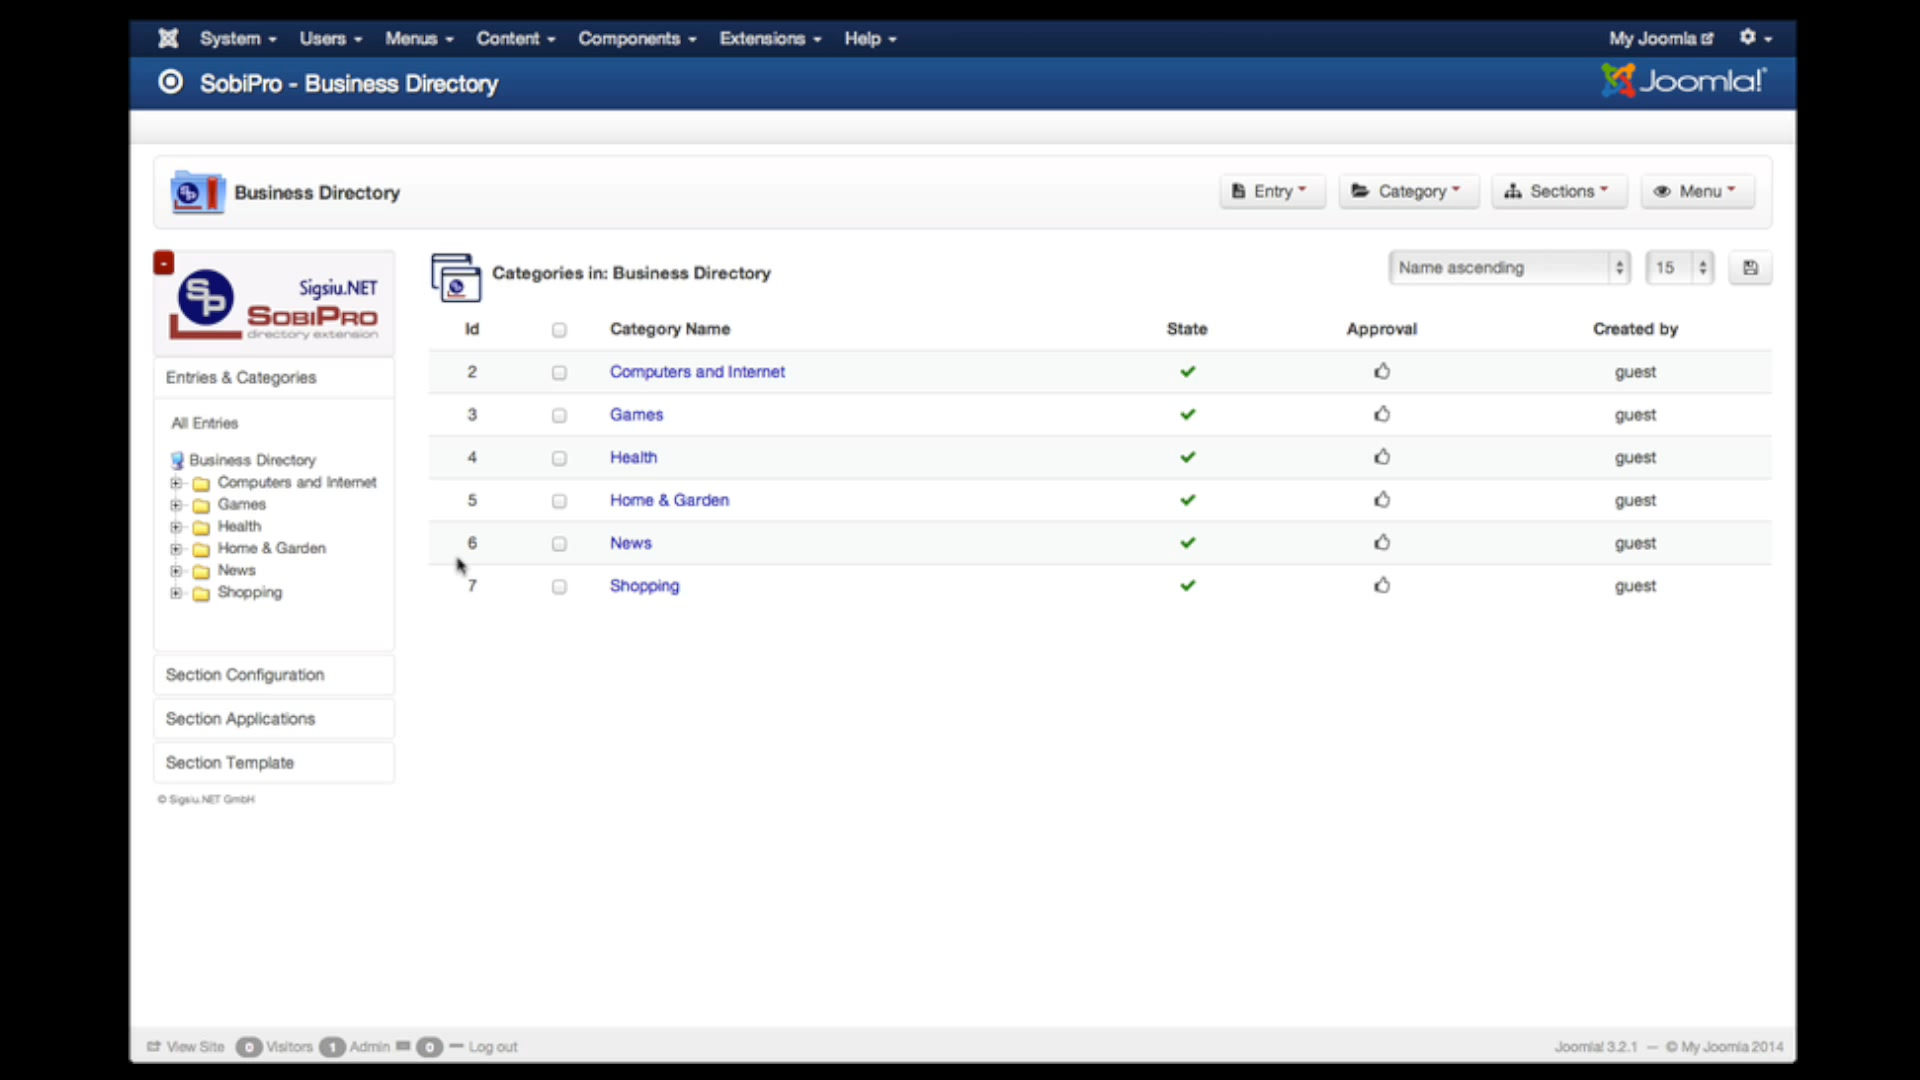 System Users Menus Content Components Extensions Help My Joomla
SobiPro - Business Directory Joomla!
Business Directory Entry Category Sections Menu
Sigsiu.NET
SOBIPRO
directory extension
Categories in: Business Directory Name ascending 15
Id Category Name State Approval Created by
2 Computers and Internet guest
3 Games guest
4 Health guest
5 Home & Garden guest
6 News guest
7 Shopping guest
Entries & Categories
All Entries
Business Directory
Computers and Internet
Games
Health
Home & Garden
News
Shopping
Section Configuration
Section Applications
Section Template
© Sigsiu.NET GmbH
View Site 0 Visitors 1 Admin 0 Log out Joomla! 3.2.1 — © My Joomla 2014